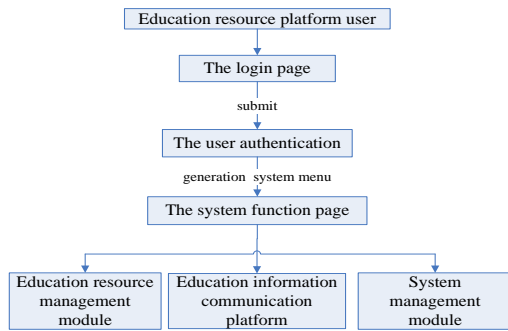 Education resource platform user
The login page
submit
The user authentication
generation system menu
The system function page
Education resource
management
module
Education information
communication
platform
System
management
module